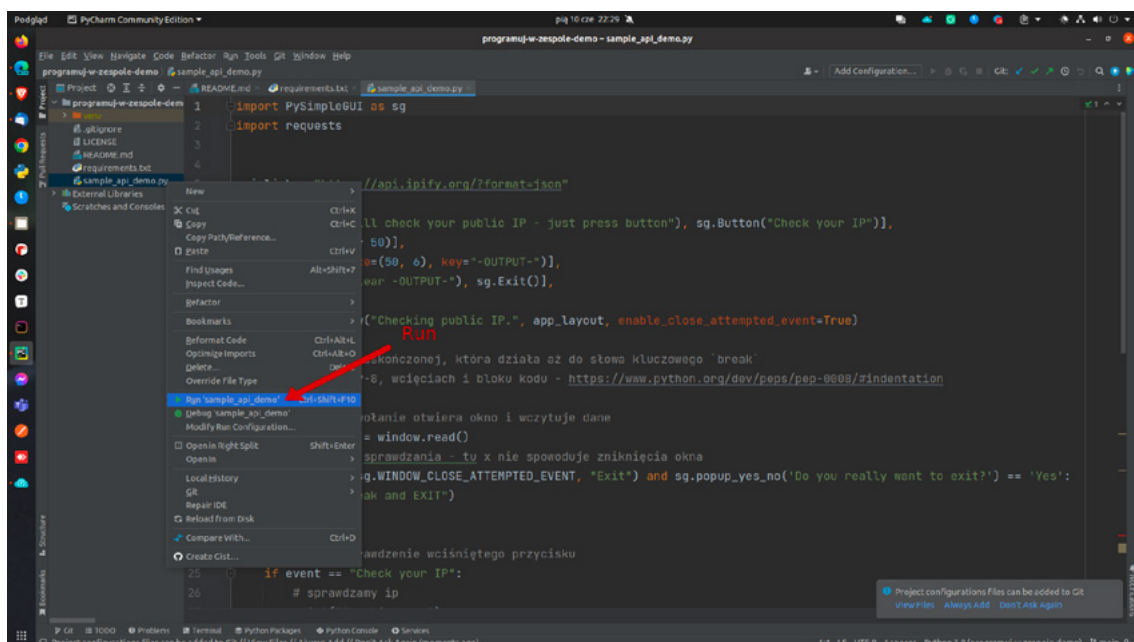 Podgląd PyCharm Community Edition pią 10 cze 22:29
programuj-w-zespole-demo – sample_api_demo.py
File Edit View Navigate Code Refactor Run Tools Git Window Help
programuj-w-zespole-demo sample_api_demo.py Add Configuration... Git:
Project README.md requirements.txt sample_api_demo.py
programuj-w-zespole-dem
venv
.gitignore
LICENSE
README.md
requirements.txt
sample_api_demo.py
External Libraries
Scratches and Consoles
Project
Pull Requests
Structure
Bookmarks
1 import PySimpleGUI as sg
2 import requests
3
4
//api.ipify.org/?format=json"
ll check your public IP - just press button"), sg.Button("Check your IP")],
50)],
e=(50, 6), key="-OUTPUT-")],
ear -OUTPUT-"), sg.Exit()],
("Checking public IP.", app_layout, enable_close_attempted_event=True)
skończonej, która działa aż do słowa kluczowego `break`
-8, wcięciach i bloku kodu - https://www.python.org/dev/peps/pep-0008/#indentation
ołanie otwiera okno i wczytuje dane
= window.read()
sprawdzania - tu x nie spowoduje zniknięcia okna
sg.WINDOW_CLOSE_ATTEMPTED_EVENT, "Exit") and sg.popup_yes_no('Do you really want to exit?') == 'Yes':
ak and EXIT")
awdzenie wciśniętego przycisku
25 if event == "Check your IP":
26 # sprawdzamy ip
New
Cut Ctrl+X
Copy Ctrl+C
Copy Path/Reference...
Paste Ctrl+V
Find Usages Alt+Shift+7
Inspect Code...
Refactor
Bookmarks
Reformat Code Ctrl+Alt+L
Optimize Imports Ctrl+Alt+O
Delete...
Override File Type
Run 'sample_api_demo' Ctrl+Shift+F10
Debug 'sample_api_demo'
Modify Run Configuration...
Open in Right Split Shift+Enter
Open In
Local History
Git
Repair IDE
Reload from Disk
Compare With... Ctrl+D
Create Gist...
Run
Project configurations files can be added to Git
View Files Always Add Don't Ask Again
Git TODO Problems Terminal Python Packages Python Console Services